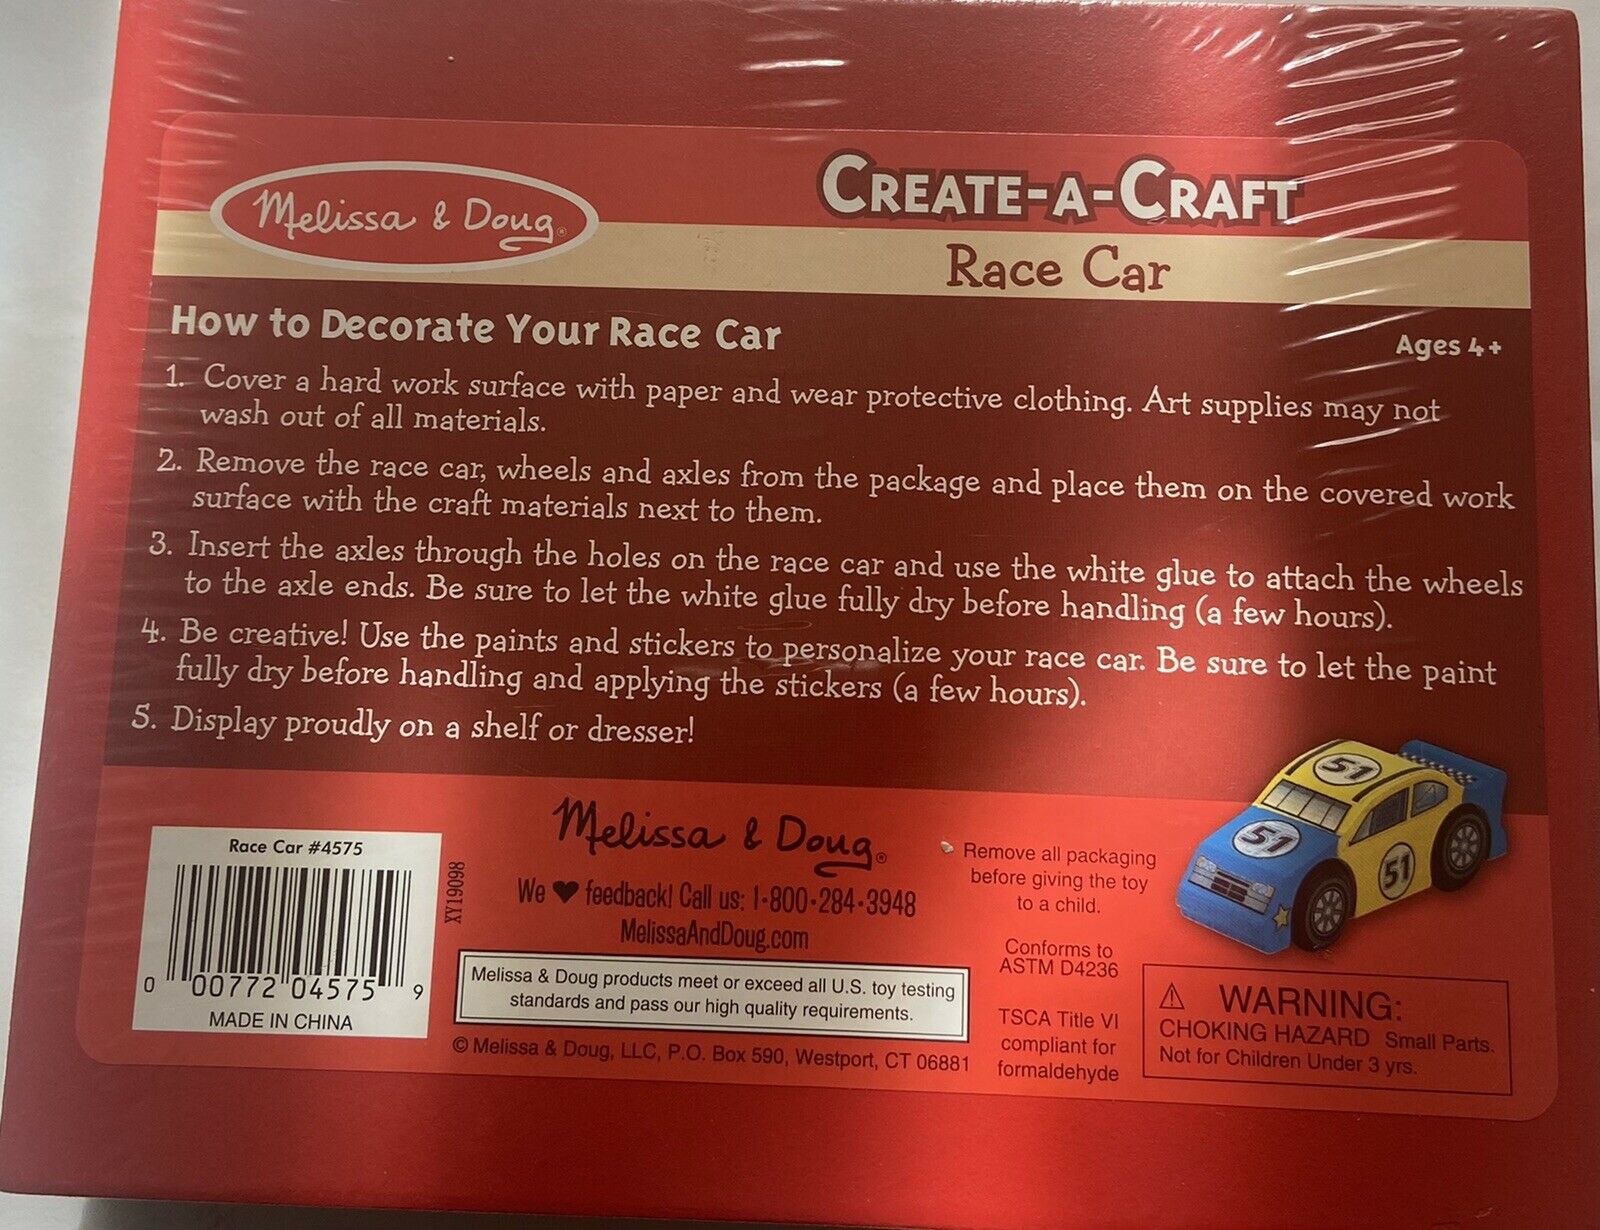 Melissa & Doug®
CREATE-A-CRAFT
Race Car
How to Decorate Your Race Car
Ages 4+
1. Cover a hard work surface with paper and wear protective clothing. Art supplies may not
wash out of all materials.
2. Remove the race car, wheels and axles from the package and place them on the covered work
surface with the craft materials next to them.
3. Insert the axles through the holes on the race car and use the white glue to attach the wheels
to the axle ends. Be sure to let the white glue fully dry before handling (a few hours).
4. Be creative! Use the paints and stickers to personalize your race car. Be sure to let the paint
fully dry before handling and applying the stickers (a few hours).
5. Display proudly on a shelf or dresser!
Race Car #4575
0 00772 04575 9
MADE IN CHINA
XY19098
Melissa & Doug®
We ♥ feedback! Call us: 1-800-284-3948
MelissaAndDoug.com
Melissa & Doug products meet or exceed all U.S. toy testing
standards and pass our high quality requirements.
© Melissa & Doug, LLC, P.O. Box 590, Westport, CT 06881
Remove all packaging
before giving the toy
to a child.
Conforms to
ASTM D4236
TSCA Title VI
compliant for
formaldehyde
51
51
51
⚠ WARNING:
CHOKING HAZARD Small Parts.
Not for Children Under 3 yrs.